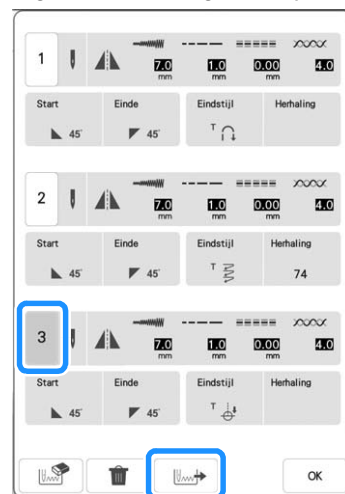 1
7.0 mm 1.0 mm 0.00 mm 4.0
Start Einde Eindstijl Herhaling
45° 45° T
2
7.0 mm 1.0 mm 0.00 mm 4.0
Start Einde Eindstijl Herhaling
45° 45° T 74
3
7.0 mm 1.0 mm 0.00 mm 4.0
Start Einde Eindstijl Herhaling
45° 45° T
OK